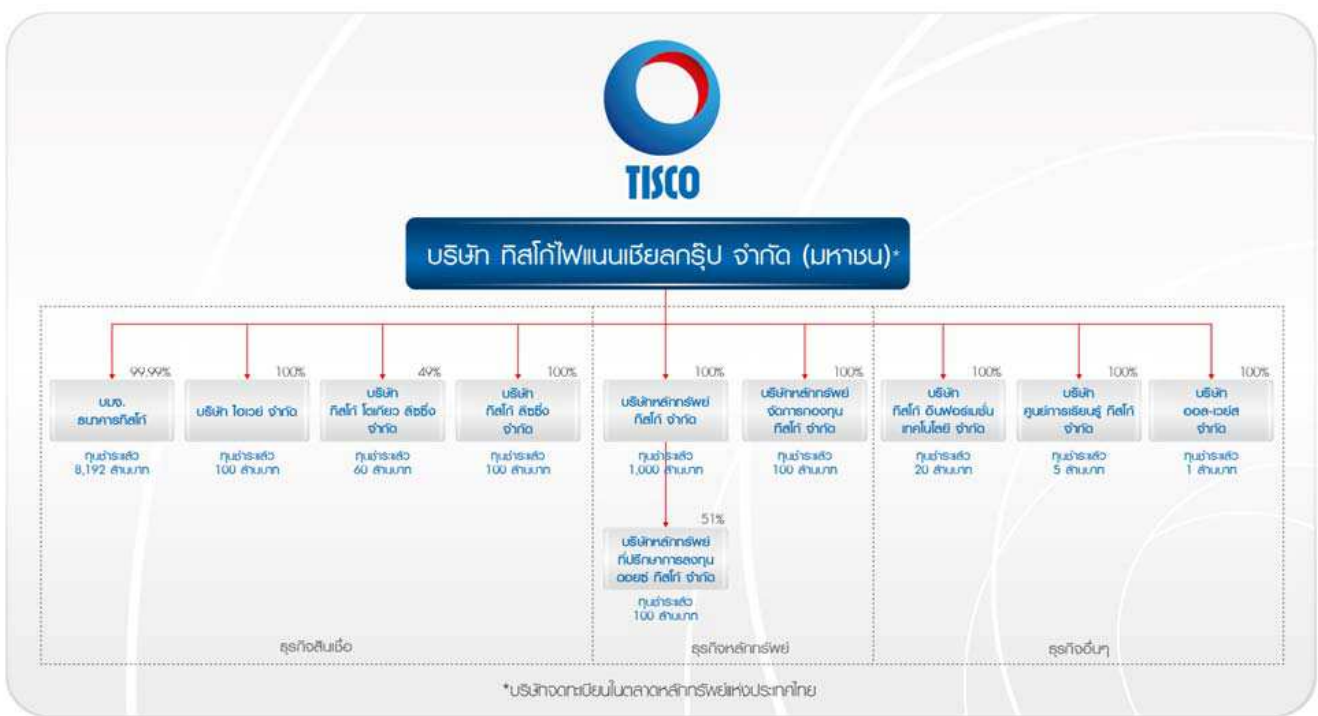 TISCO
บริษัท ทิสโก้ไฟแนนเชียลกรุ๊ป จำกัด (มหาชน)*
99.99%
บมจ.
ธนาคารทิสโก้
ทุนชำระแล้ว
8,192 ล้านบาท
100%
บริษัท ไฮเวย์ จำกัด
ทุนชำระแล้ว
100 ล้านบาท
49%
บริษัท
ทิสโก้ โตเกียว ลีซซิ่ง
จำกัด
ทุนชำระแล้ว
60 ล้านบาท
100%
บริษัท
ทิสโก้ ลีซซิ่ง
จำกัด
ทุนชำระแล้ว
100 ล้านบาท
ธุรกิจสินเชื่อ
100%
บริษัทหลักทรัพย์
ทิสโก้ จำกัด
ทุนชำระแล้ว
1,000 ล้านบาท
51%
บริษัทหลักทรัพย์
ที่ปรึกษาการลงทุน
ดอยซ์ ทิสโก้ จำกัด
ทุนชำระแล้ว
100 ล้านบาท
100%
บริษัทหลักทรัพย์
จัดการกองทุน
ทิสโก้ จำกัด
ทุนชำระแล้ว
100 ล้านบาท
ธุรกิจหลักทรัพย์
100%
บริษัท
ทิสโก้ อินฟอร์เมชั่น
เทคโนโลยี จำกัด
ทุนชำระแล้ว
20 ล้านบาท
100%
บริษัท
ศูนย์การเรียนรู้ ทิสโก้
จำกัด
ทุนชำระแล้ว
5 ล้านบาท
100%
บริษัท
ออล-เวย์ส
จำกัด
ทุนชำระแล้ว
1 ล้านบาท
ธุรกิจอื่นๆ
*บริษัทจดทะเบียนในตลาดหลักทรัพย์แห่งประเทศไทย